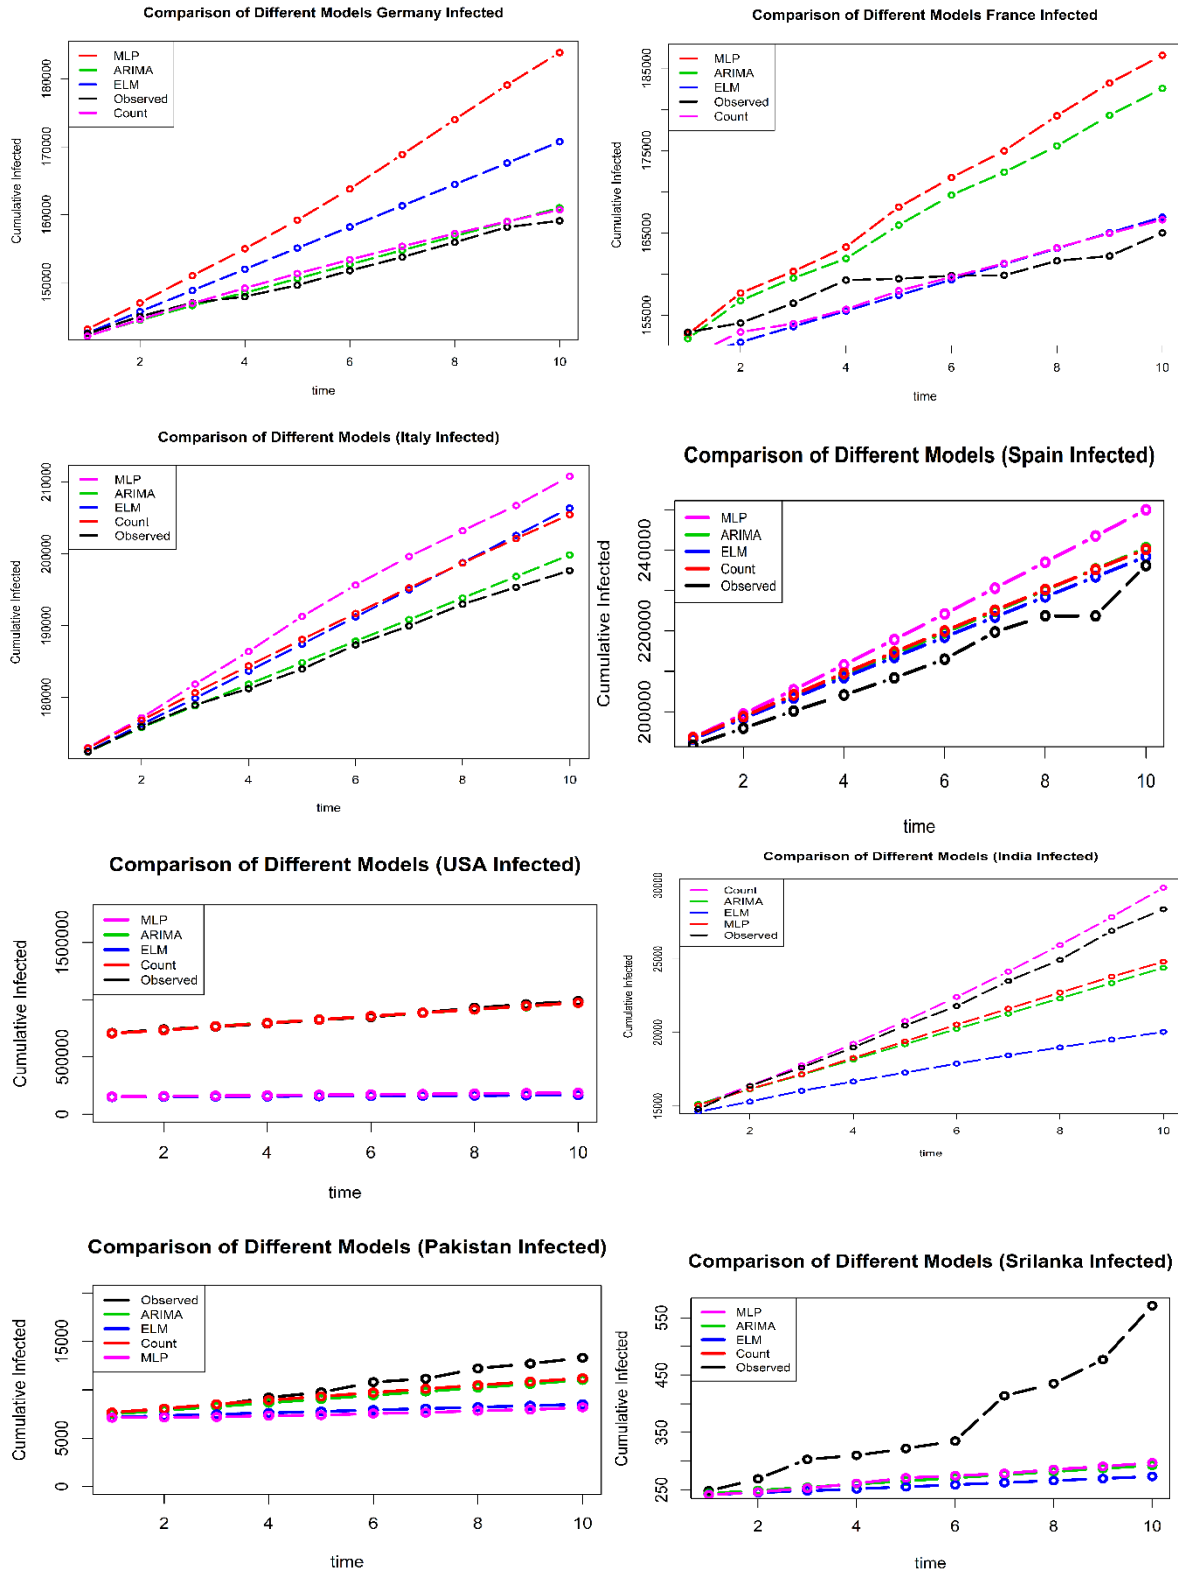 Comparison of Different Models Germany Infected
MLP
ARIMA
ELM
Observed
Count
Cumulative Infected
180000
170000
160000
150000
2 4 6 8 10
time
Comparison of Different Models France Infected
MLP
ARIMA
ELM
Observed
Count
Cumulative Infected
185000
175000
165000
155000
2 4 6 8 10
time
Comparison of Different Models (Italy Infected)
MLP
ARIMA
ELM
Count
Observed
Cumulative Infected
210000
200000
190000
180000
2 4 6 8 10
time
Comparison of Different Models (Spain Infected)
MLP
ARIMA
ELM
Count
Observed
Cumulative Infected
240000
220000
200000
2 4 6 8 10
time
Comparison of Different Models (USA Infected)
MLP
ARIMA
ELM
Count
Observed
Cumulative Infected
1500000
500000
0
2 4 6 8 10
time
Comparison of Different Models (India Infected)
Count
ARIMA
ELM
MLP
Observed
Cumulative Infected
30000
25000
20000
15000
2 4 6 8 10
time
Comparison of Different Models (Pakistan Infected)
Observed
ARIMA
ELM
Count
MLP
Cumulative Infected
15000
5000
0
2 4 6 8 10
time
Comparison of Different Models (Srilanka Infected)
MLP
ARIMA
ELM
Count
Observed
Cumulative Infected
550
450
350
250
2 4 6 8 10
time